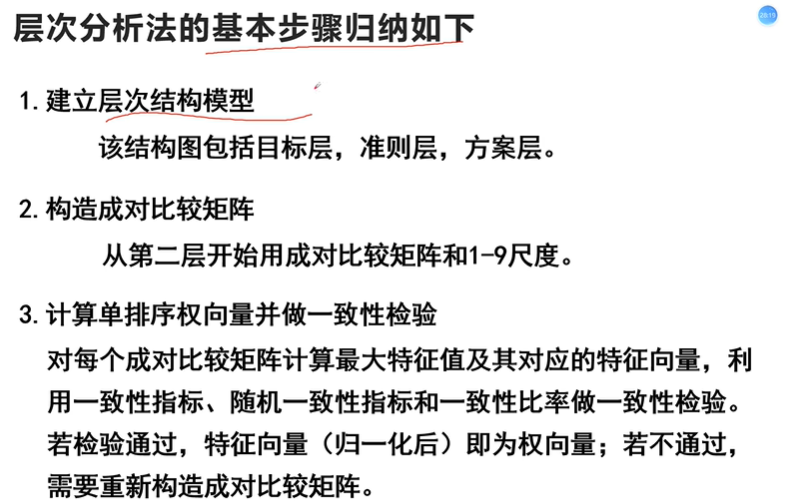 层次分析法的基本步骤归纳如下
28:15
1.建立层次结构模型
该结构图包括目标层，准则层，方案层。
2.构造成对比较矩阵
从第二层开始用成对比较矩阵和1-9尺度。
3.计算单排序权向量并做一致性检验
对每个成对比较矩阵计算最大特征值及其对应的特征向量，利
用一致性指标、随机一致性指标和一致性比率做一致性检验。
若检验通过，特征向量（归一化后）即为权向量；若不通过，
需要重新构造成对比较矩阵。